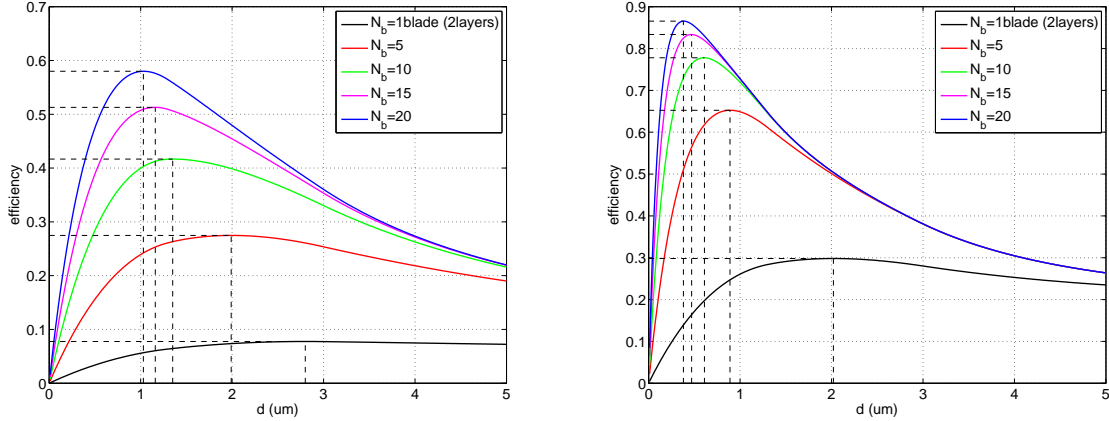 0.7
0.6
0.5
0.4
0.3
0.2
0.1
0
0 1 2 3 4 5
d (um)
efficiency
N_b=1blade (2layers)
N_b=5
N_b=10
N_b=15
N_b=20
0.9
0.8
0.7
0.6
0.5
0.4
0.3
0.2
0.1
0
0 1 2 3 4 5
d (um)
efficiency
N_b=1blade (2layers)
N_b=5
N_b=10
N_b=15
N_b=20